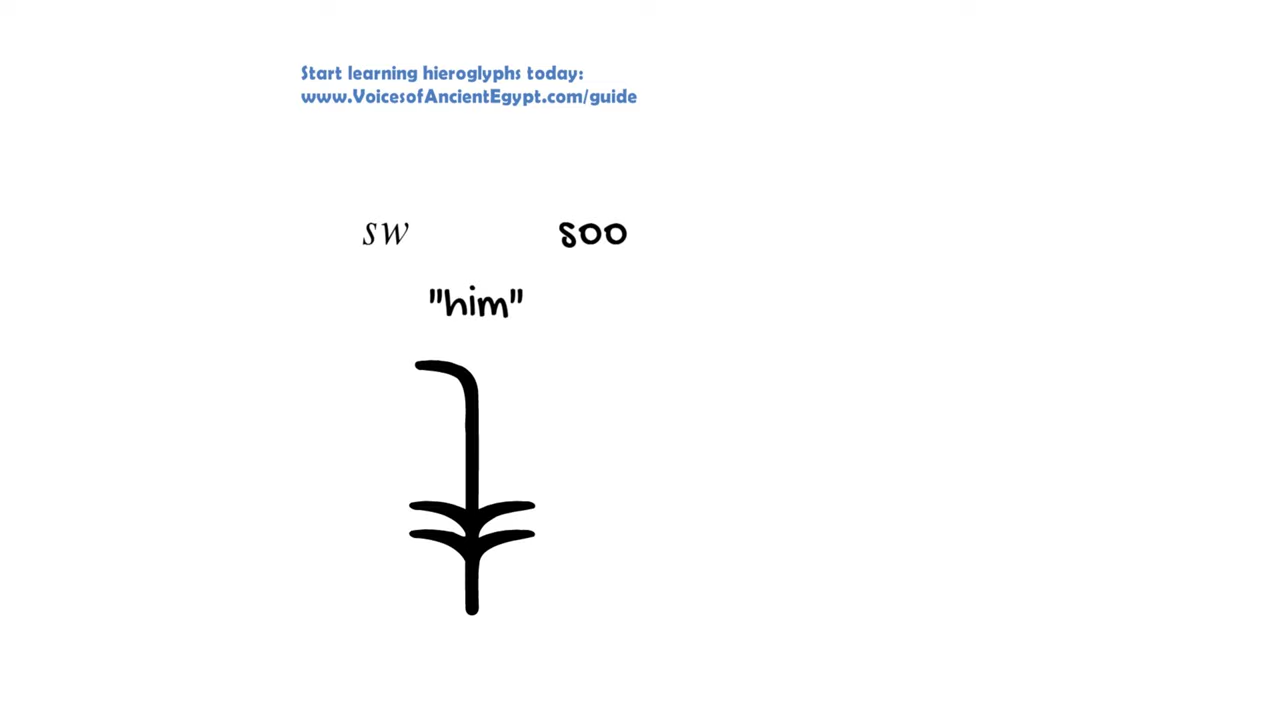 Start learning hieroglyphs today:
www.VoicesofAncientEgypt.com/guide
sw soo
"him"
𓇓